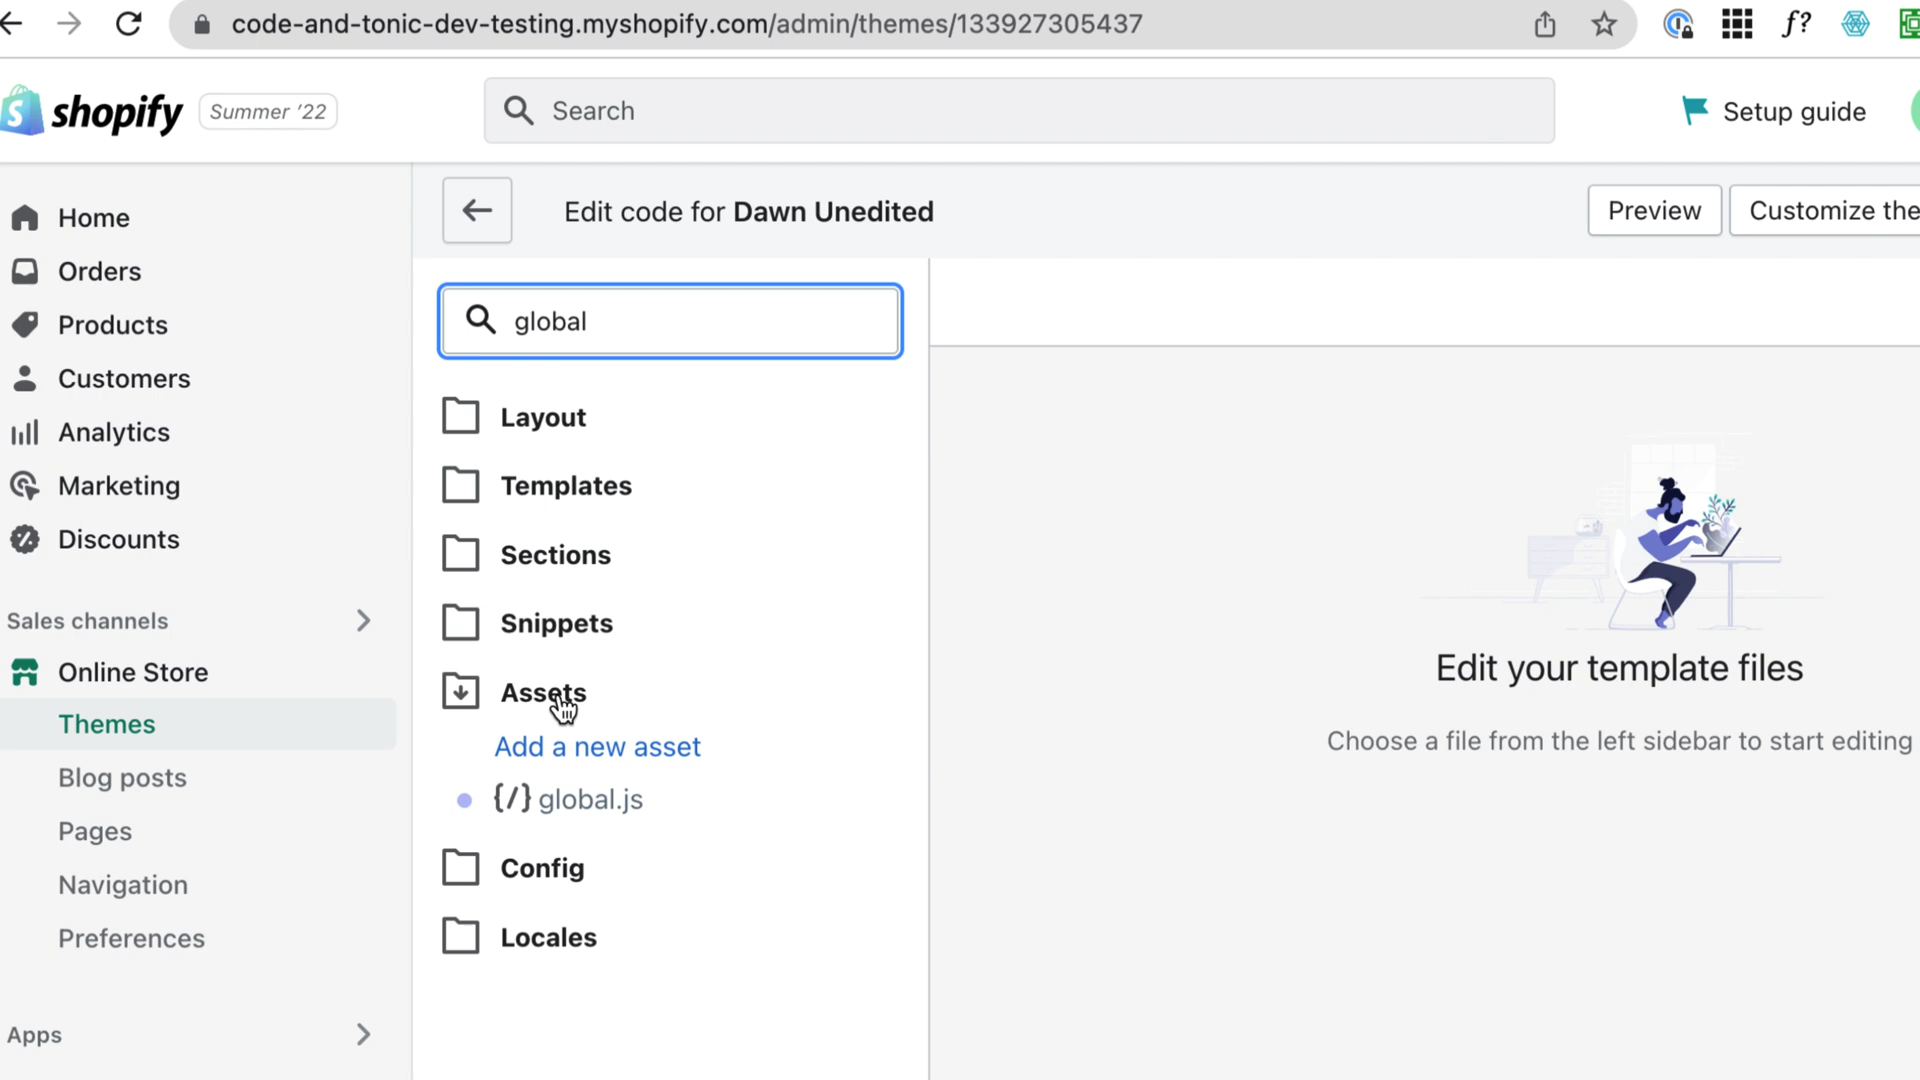 code-and-tonic-dev-testing.myshopify.com/admin/themes/133927305437
f?
shopify
Summer '22
Search
Setup guide
Home
Orders
Products
Customers
Analytics
Marketing
Discounts
Sales channels
Online Store
Themes
Blog posts
Pages
Navigation
Preferences
Apps
Edit code for Dawn Unedited
Preview
Customize the
global
Layout
Templates
Sections
Snippets
Assets
Add a new asset
{/} global.js
Config
Locales
Edit your template files
Choose a file from the left sidebar to start editing